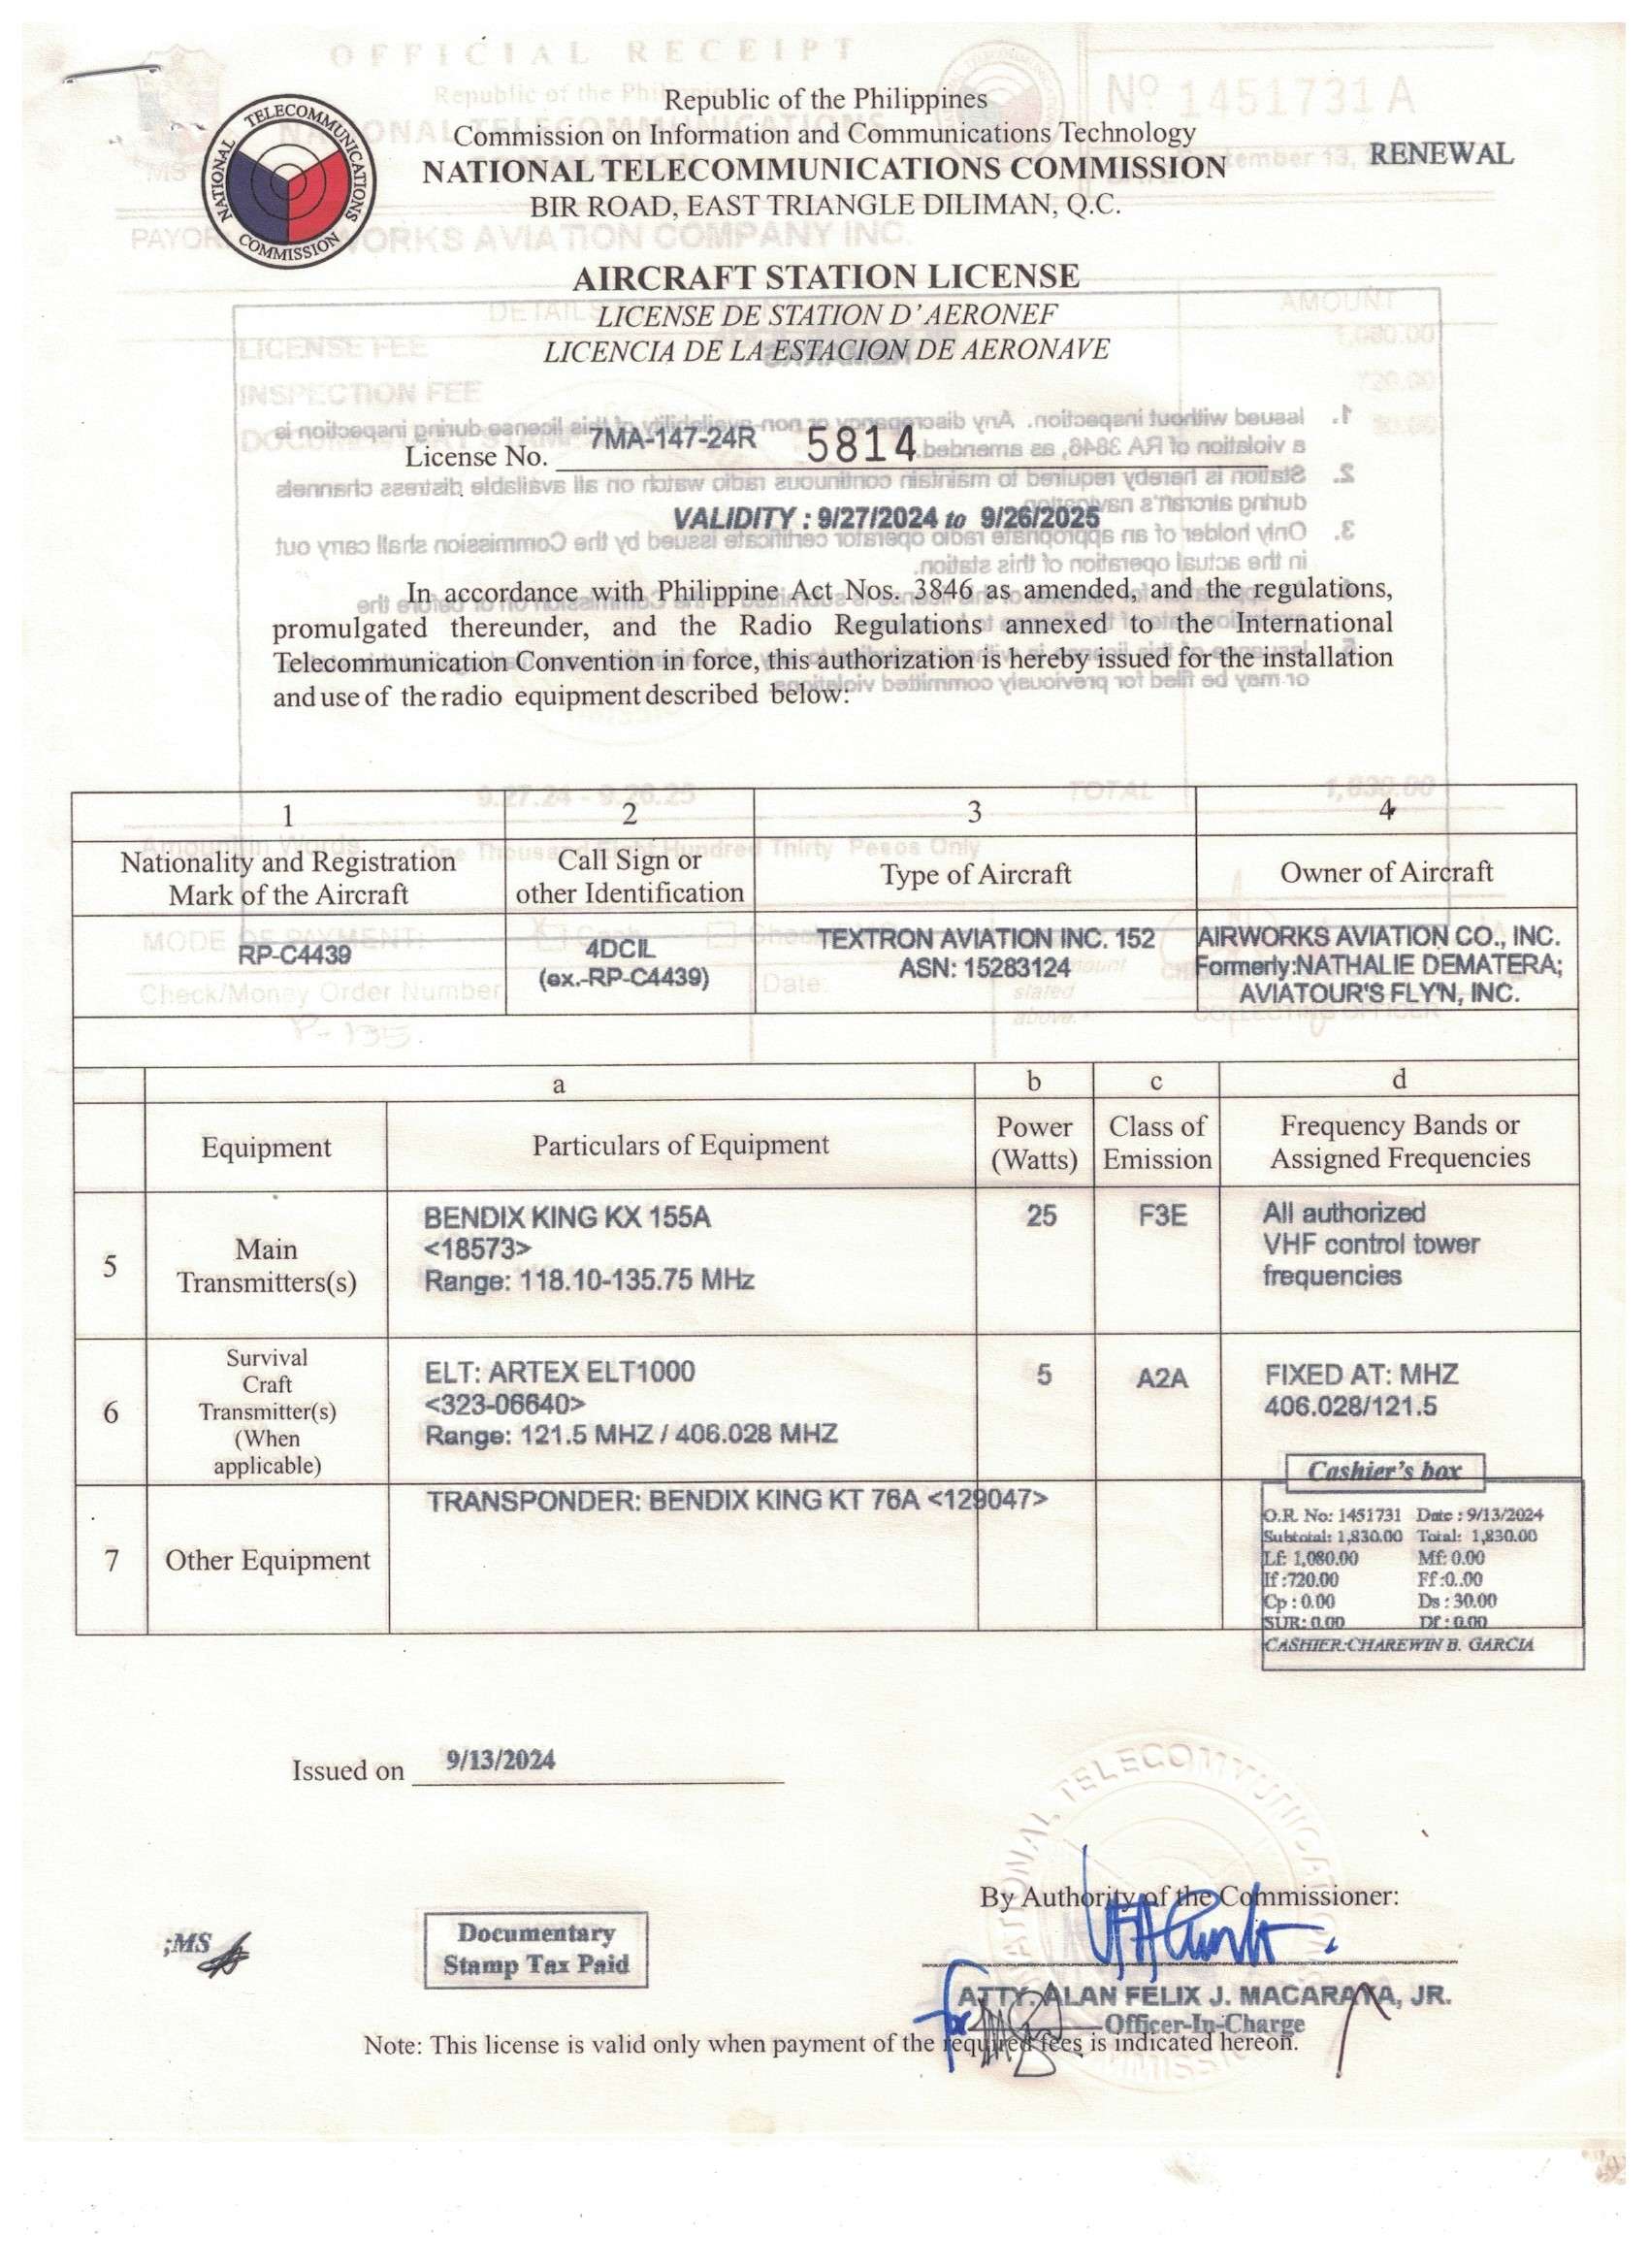 Republic of the Philippines
Commission on Information and Communications Technology
NATIONAL TELECOMMUNICATIONS COMMISSION
BIR ROAD, EAST TRIANGLE DILIMAN, Q.C.
RENEWAL
NATIONAL TELECOMMUNICATIONS COMMISSION
AIRCRAFT STATION LICENSE
LICENSE DE STATION D'AERONEF
LICENCIA DE LA ESTACION DE AERONAVE
License No. 7MA-147-24R 5814
VALIDITY : 9/27/2024 to 9/26/2025
In accordance with Philippine Act Nos. 3846 as amended, and the regulations,
promulgated thereunder, and the Radio Regulations annexed to the International
Telecommunication Convention in force, this authorization is hereby issued for the installation
and use of the radio equipment described below:
1 2 3 4
Nationality and Registration
Mark of the Aircraft
Call Sign or
other Identification
Type of Aircraft
Owner of Aircraft
RP-C4439
4DCIL
(ex.-RP-C4439)
TEXTRON AVIATION INC. 152
ASN: 15283124
AIRWORKS AVIATION CO., INC.
Formerly:NATHALIE DEMATERA;
AVIATOUR'S FLY'N, INC.
a b c d
Equipment
Particulars of Equipment
Power
(Watts)
Class of
Emission
Frequency Bands or
Assigned Frequencies
5
Main
Transmitters(s)
BENDIX KING KX 155A
<18573>
Range: 118.10-135.75 MHz
25
F3E
All authorized
VHF control tower
frequencies
6
Survival
Craft
Transmitter(s)
(When
applicable)
ELT: ARTEX ELT1000
<323-06640>
Range: 121.5 MHZ / 406.028 MHZ
5
A2A
FIXED AT: MHZ
406.028/121.5
7
Other Equipment
TRANSPONDER: BENDIX KING KT 76A <129047>
Cashier's box
O.R. No: 1451731 Date : 9/13/2024
Subtotal: 1,830.00 Total: 1,830.00
Lf: 1,080.00 Mf: 0.00
If :720.00 Ff :0..00
Cp : 0.00 Ds : 30.00
SUR: 0.00 Df : 0.00
CASHIER:CHAREWIN B. GARCIA
Issued on 9/13/2024
NATIONAL TELECOMMUNICATIONS
By Authority of the Commissioner:
;MS
Documentary
Stamp Tax Paid
for
ATTY. ALAN FELIX J. MACARAYA, JR.
Officer-In-Charge
Note: This license is valid only when payment of the required fees is indicated hereon.